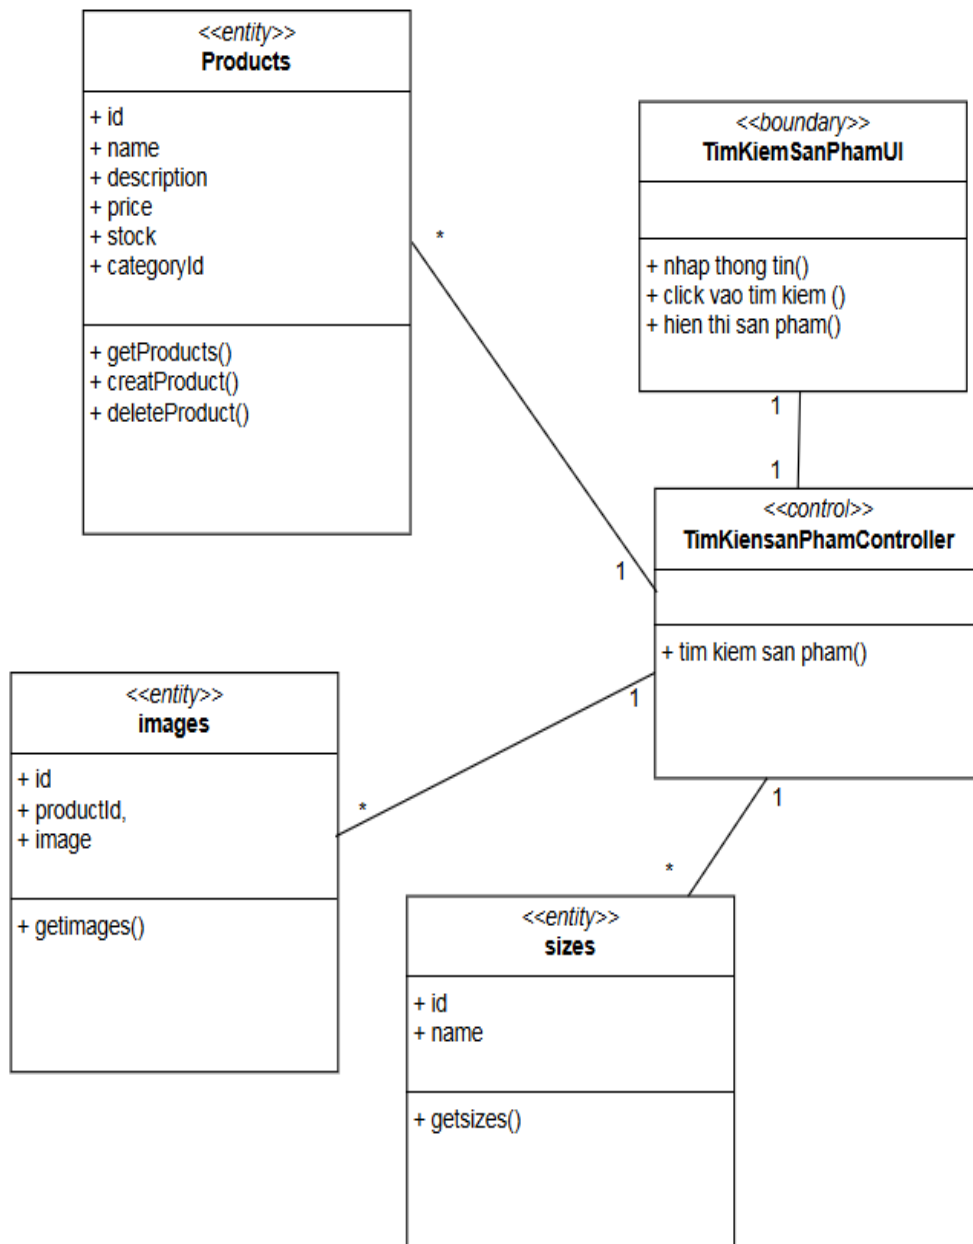 <<entity>>
Products
+ id
+ name
+ description
+ price
+ stock
+ categoryId
+ getProducts()
+ creatProduct()
+ deleteProduct()
<<boundary>>
TimKiemSanPhamUI
+ nhap thong tin()
+ click vao tim kiem ()
+ hien thi san pham()
*
1
1
1
<<control>>
TimKiensanPhamController
+ tim kiem san pham()
1
*
1
*
<<entity>>
images
+ id
+ productId,
+ image
+ getimages()
<<entity>>
sizes
+ id
+ name
+ getsizes()